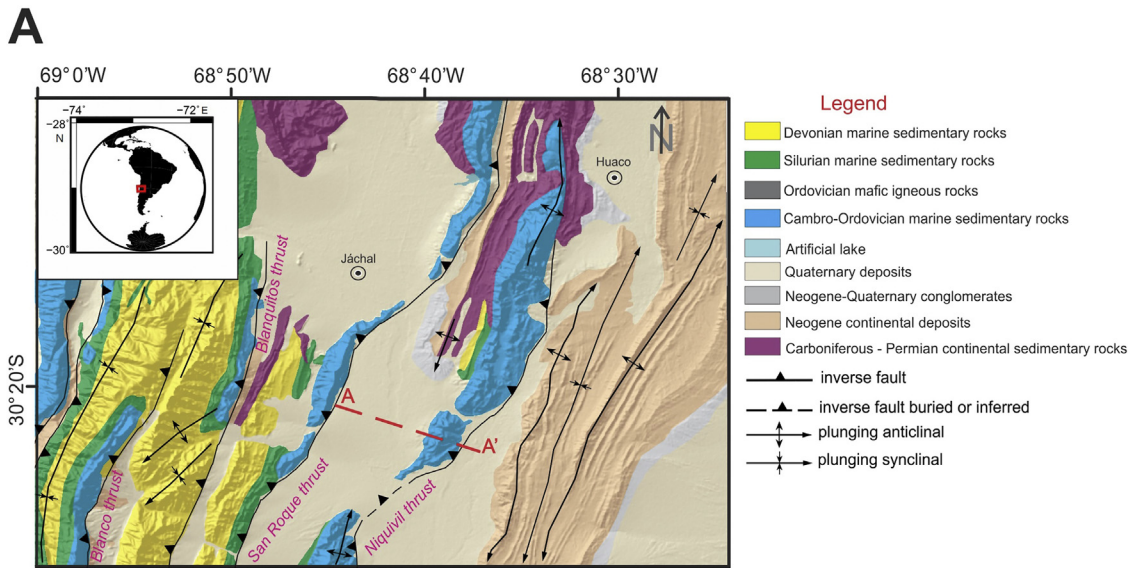 A
69°0'W
68°50'W
68°40'W
68°30'W
−74°
−72°E
−28°
N
−30°
30°20'S
N
Huaco
Jáchal
Blanquitos thrust
A
A'
Blanco thrust
San Roque thrust
Niquivil thrust
Legend
Devonian marine sedimentary rocks
Silurian marine sedimentary rocks
Ordovician mafic igneous rocks
Cambro-Ordovician marine sedimentary rocks
Artificial lake
Quaternary deposits
Neogene-Quaternary conglomerates
Neogene continental deposits
Carboniferous - Permian continental sedimentary rocks
inverse fault
inverse fault buried or inferred
plunging anticlinal
plunging synclinal